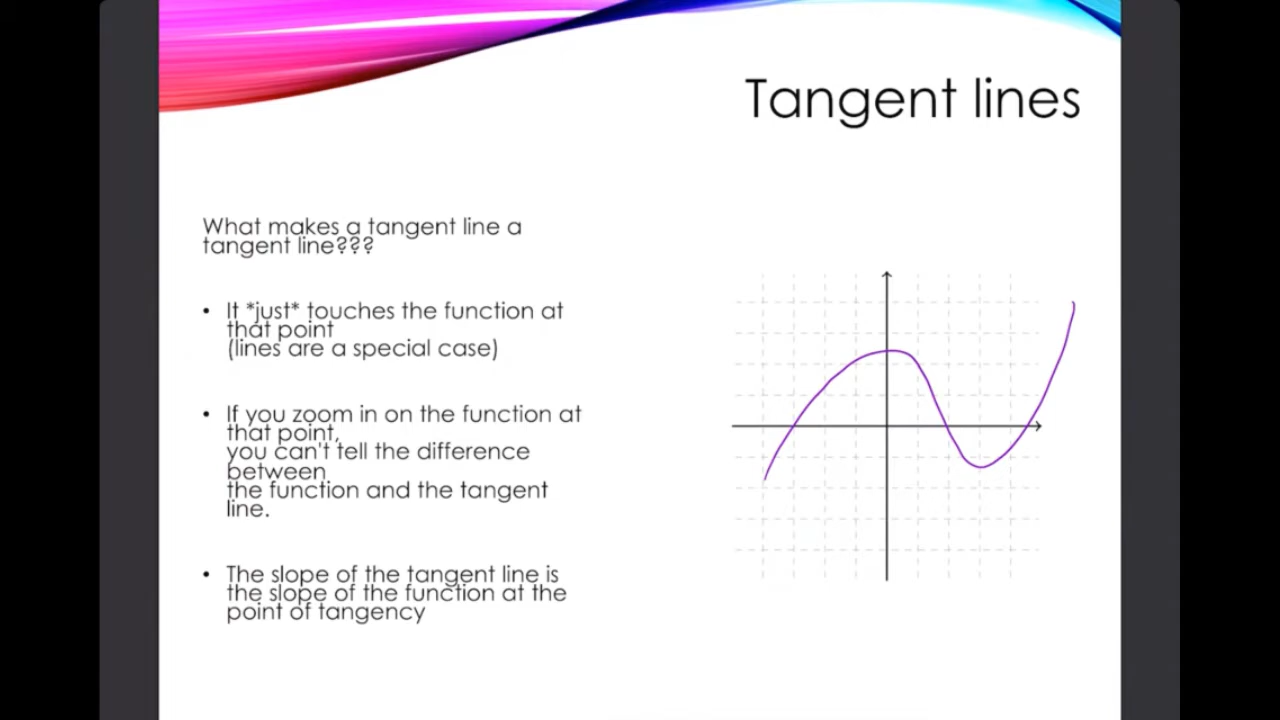 Tangent lines
What makes a tangent line a
tangent line???
• It *just* touches the function at
that point
(lines are a special case)
• If you zoom in on the function at
that point,
you can't tell the difference
between
the function and the tangent
line.
• The slope of the tangent line is
the slope of the function at the
point of tangency